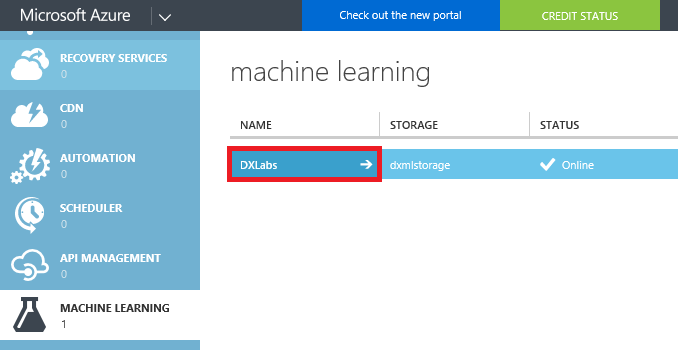 Microsoft Azure
Check out the new portal
CREDIT STATUS
RECOVERY SERVICES
0
CDN
0
AUTOMATION
0
SCHEDULER
0
API MANAGEMENT
0
MACHINE LEARNING
1
machine learning
NAME STORAGE STATUS
DXLabs dxmlstorage Online